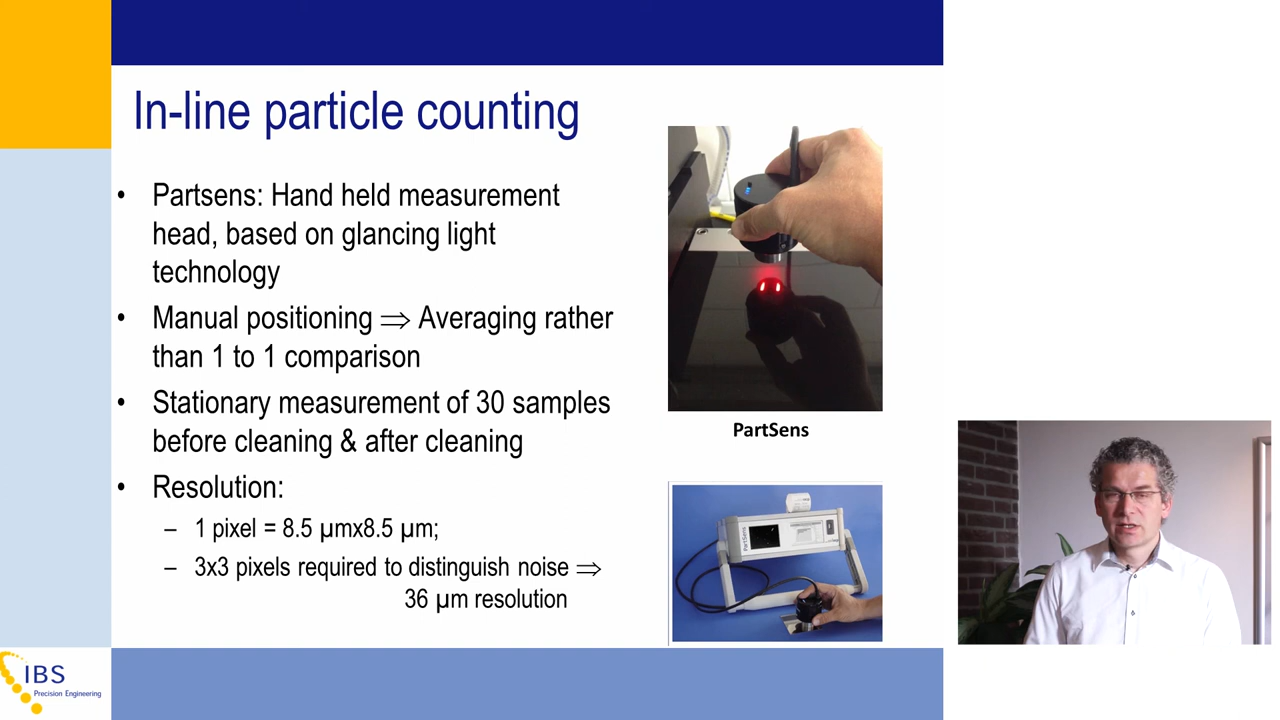 In-line particle counting
• Partsens: Hand held measurement
head, based on glancing light
technology
• Manual positioning ⇒ Averaging rather
than 1 to 1 comparison
• Stationary measurement of 30 samples
before cleaning & after cleaning
• Resolution:
– 1 pixel = 8.5 µmx8.5 µm;
– 3x3 pixels required to distinguish noise ⇒
36 µm resolution
PartSens
PartSens
IBS
Precision Engineering